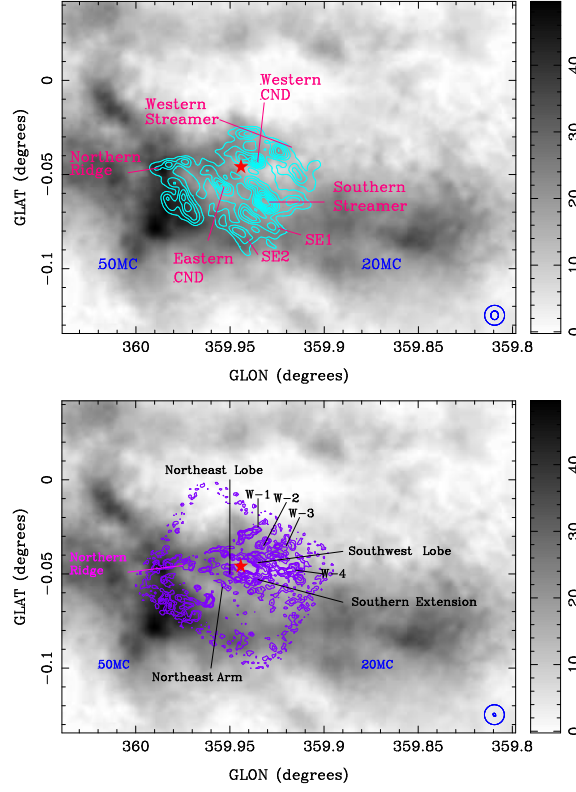 0
−0.05
−0.1
GLAT (degrees)
Western
CND
Western
Streamer
Northern
Ridge
Southern
Streamer
SE1
SE2
Eastern
CND
50MC
20MC
360
359.95
359.9
359.85
359.8
GLON (degrees)
0
10
20
30
40
0
−0.05
−0.1
GLAT (degrees)
Northeast Lobe
W-1
W-2
W-3
Southwest Lobe
W-4
Northern
Ridge
Southern Extension
Northeast Arm
50MC
20MC
360
359.95
359.9
359.85
359.8
GLON (degrees)
0
10
20
30
40